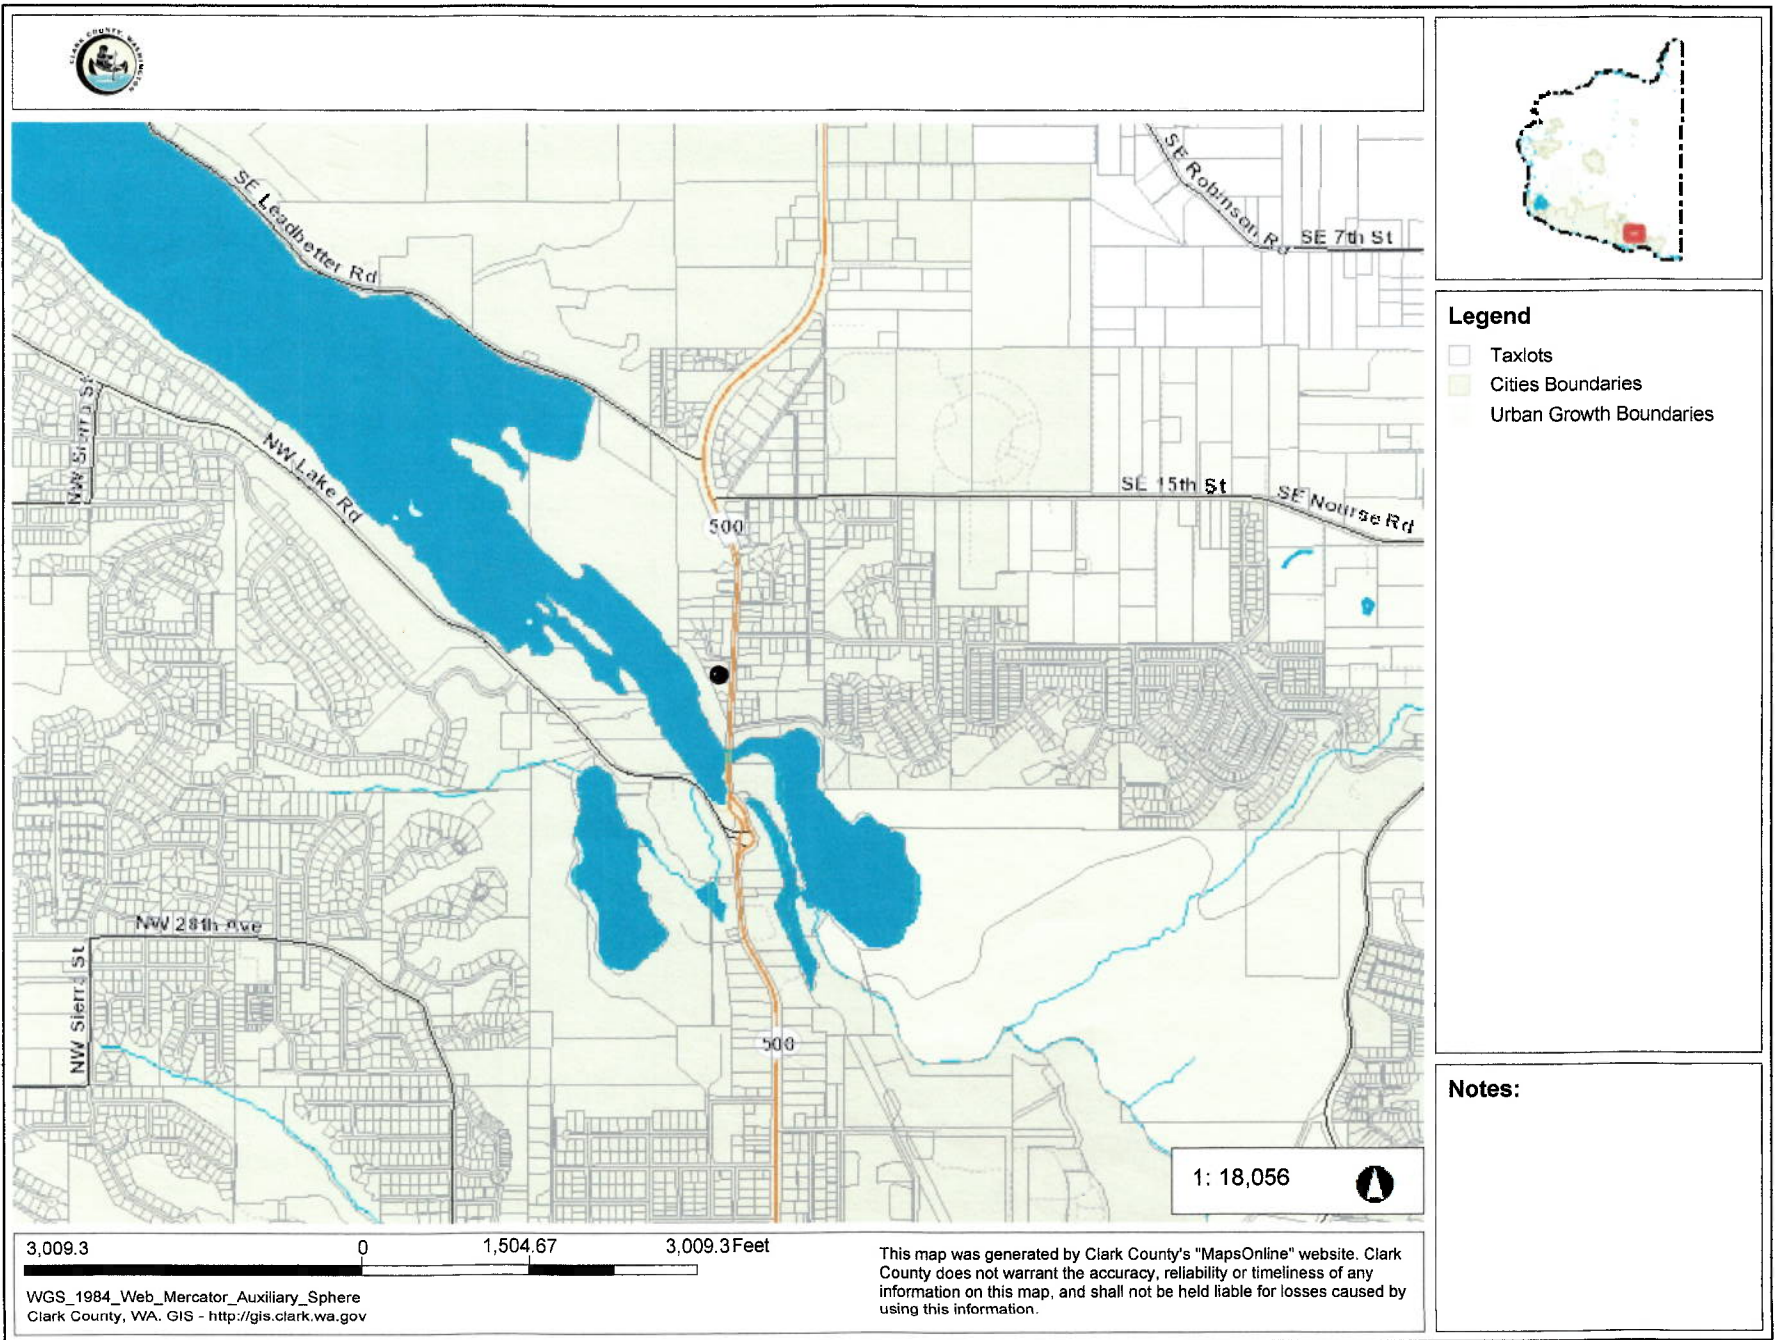 CLARK COUNTY, WASHINGTON
SE Leadbetter Rd
SE Robinson Rd
SE 7th St
NW Sierra St
NW Lake Rd
SE 15th St
SE Nourse Rd
500
NW 28th Ave
NW Sierra St
500
1: 18,056
Legend
Taxlots
Cities Boundaries
Urban Growth Boundaries
Notes:
3,009.3 0 1,504.67 3,009.3 Feet
WGS_1984_Web_Mercator_Auxiliary_Sphere
Clark County, WA. GIS - http://gis.clark.wa.gov
This map was generated by Clark County's "MapsOnline" website. Clark
County does not warrant the accuracy, reliability or timeliness of any
information on this map, and shall not be held liable for losses caused by
using this information.